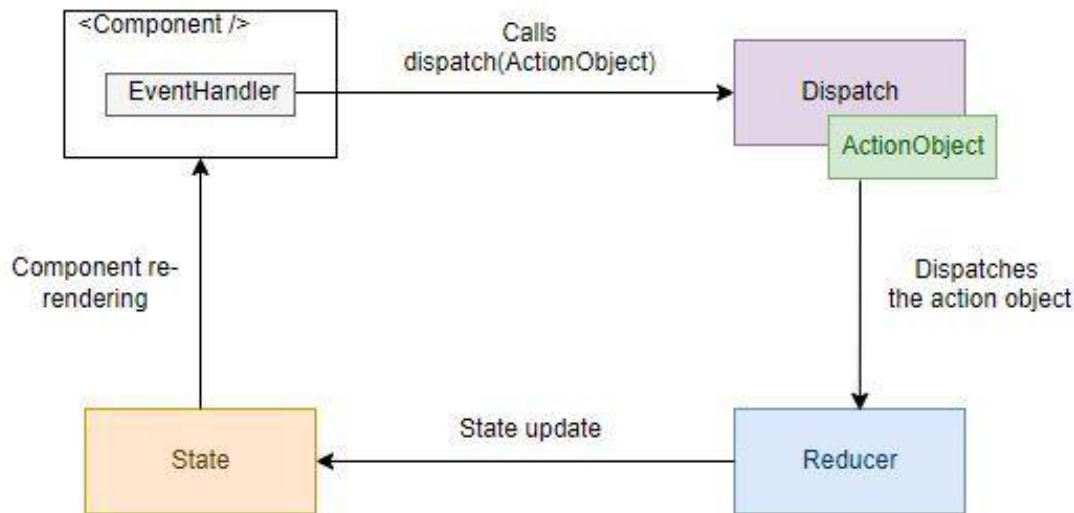 <Component />
EventHandler
Calls
dispatch(ActionObject)
Dispatch
ActionObject
Component re-
rendering
Dispatches
the action object
State
State update
Reducer